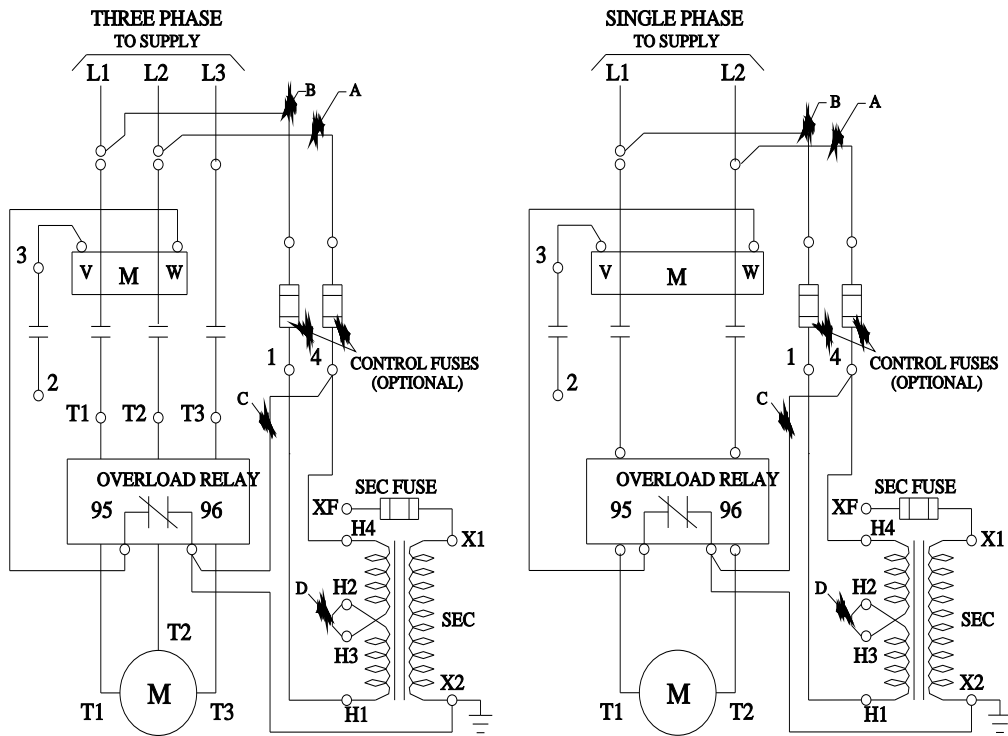 THREE PHASE
TO SUPPLY
L1 L2 L3
B A
3
V M W
1 4
CONTROL FUSES
(OPTIONAL)
2
C
T1 T2 T3
OVERLOAD RELAY
95 96
SEC FUSE
XF
H4
X1
D
H2
H3
SEC
T2
X2
T1 M T3
H1
SINGLE PHASE
TO SUPPLY
L1 L2
B A
3
V M W
1 4
CONTROL FUSES
(OPTIONAL)
2
C
OVERLOAD RELAY
95 96
SEC FUSE
XF
H4
X1
D
H2
H3
SEC
X2
T1 M T2
H1